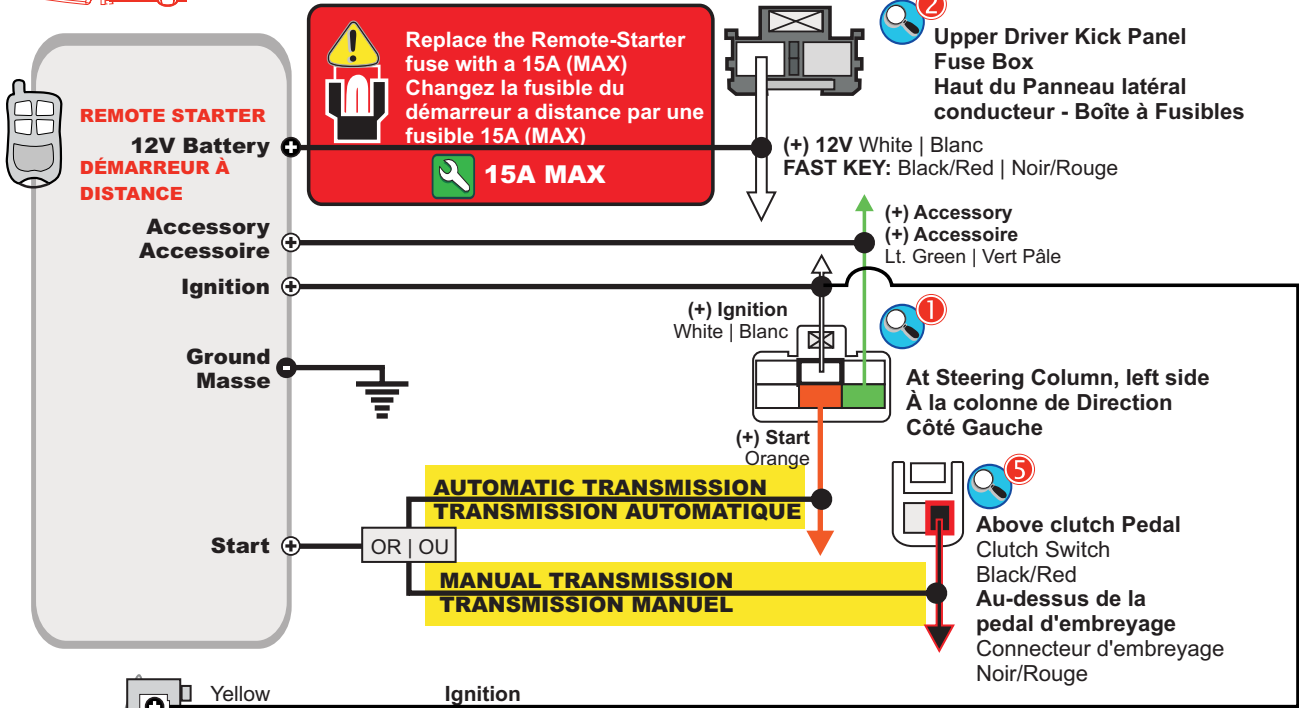 2
Upper Driver Kick Panel
Fuse Box
Haut du Panneau latéral
conducteur - Boîte à Fusibles
Replace the Remote-Starter
fuse with a 15A (MAX)
Changez la fusible du
démarreur a distance par une
fusible 15A (MAX)
15A MAX
REMOTE STARTER
12V Battery
DÉMARREUR À
DISTANCE
(+) 12V White | Blanc
FAST KEY: Black/Red | Noir/Rouge
Accessory
Accessoire
(+) Accessory
(+) Accessoire
Lt. Green | Vert Pâle
Ignition
(+) Ignition
White | Blanc
1
Ground
Masse
At Steering Column, left side
À la colonne de Direction
Côté Gauche
(+) Start
Orange
5
AUTOMATIC TRANSMISSION
TRANSMISSION AUTOMATIQUE
Start
OR | OU
MANUAL TRANSMISSION
TRANSMISSION MANUEL
Above clutch Pedal
Clutch Switch
Black/Red
Au-dessus de la
pedal d'embreyage
Connecteur d'embreyage
Noir/Rouge
Yellow
Ignition